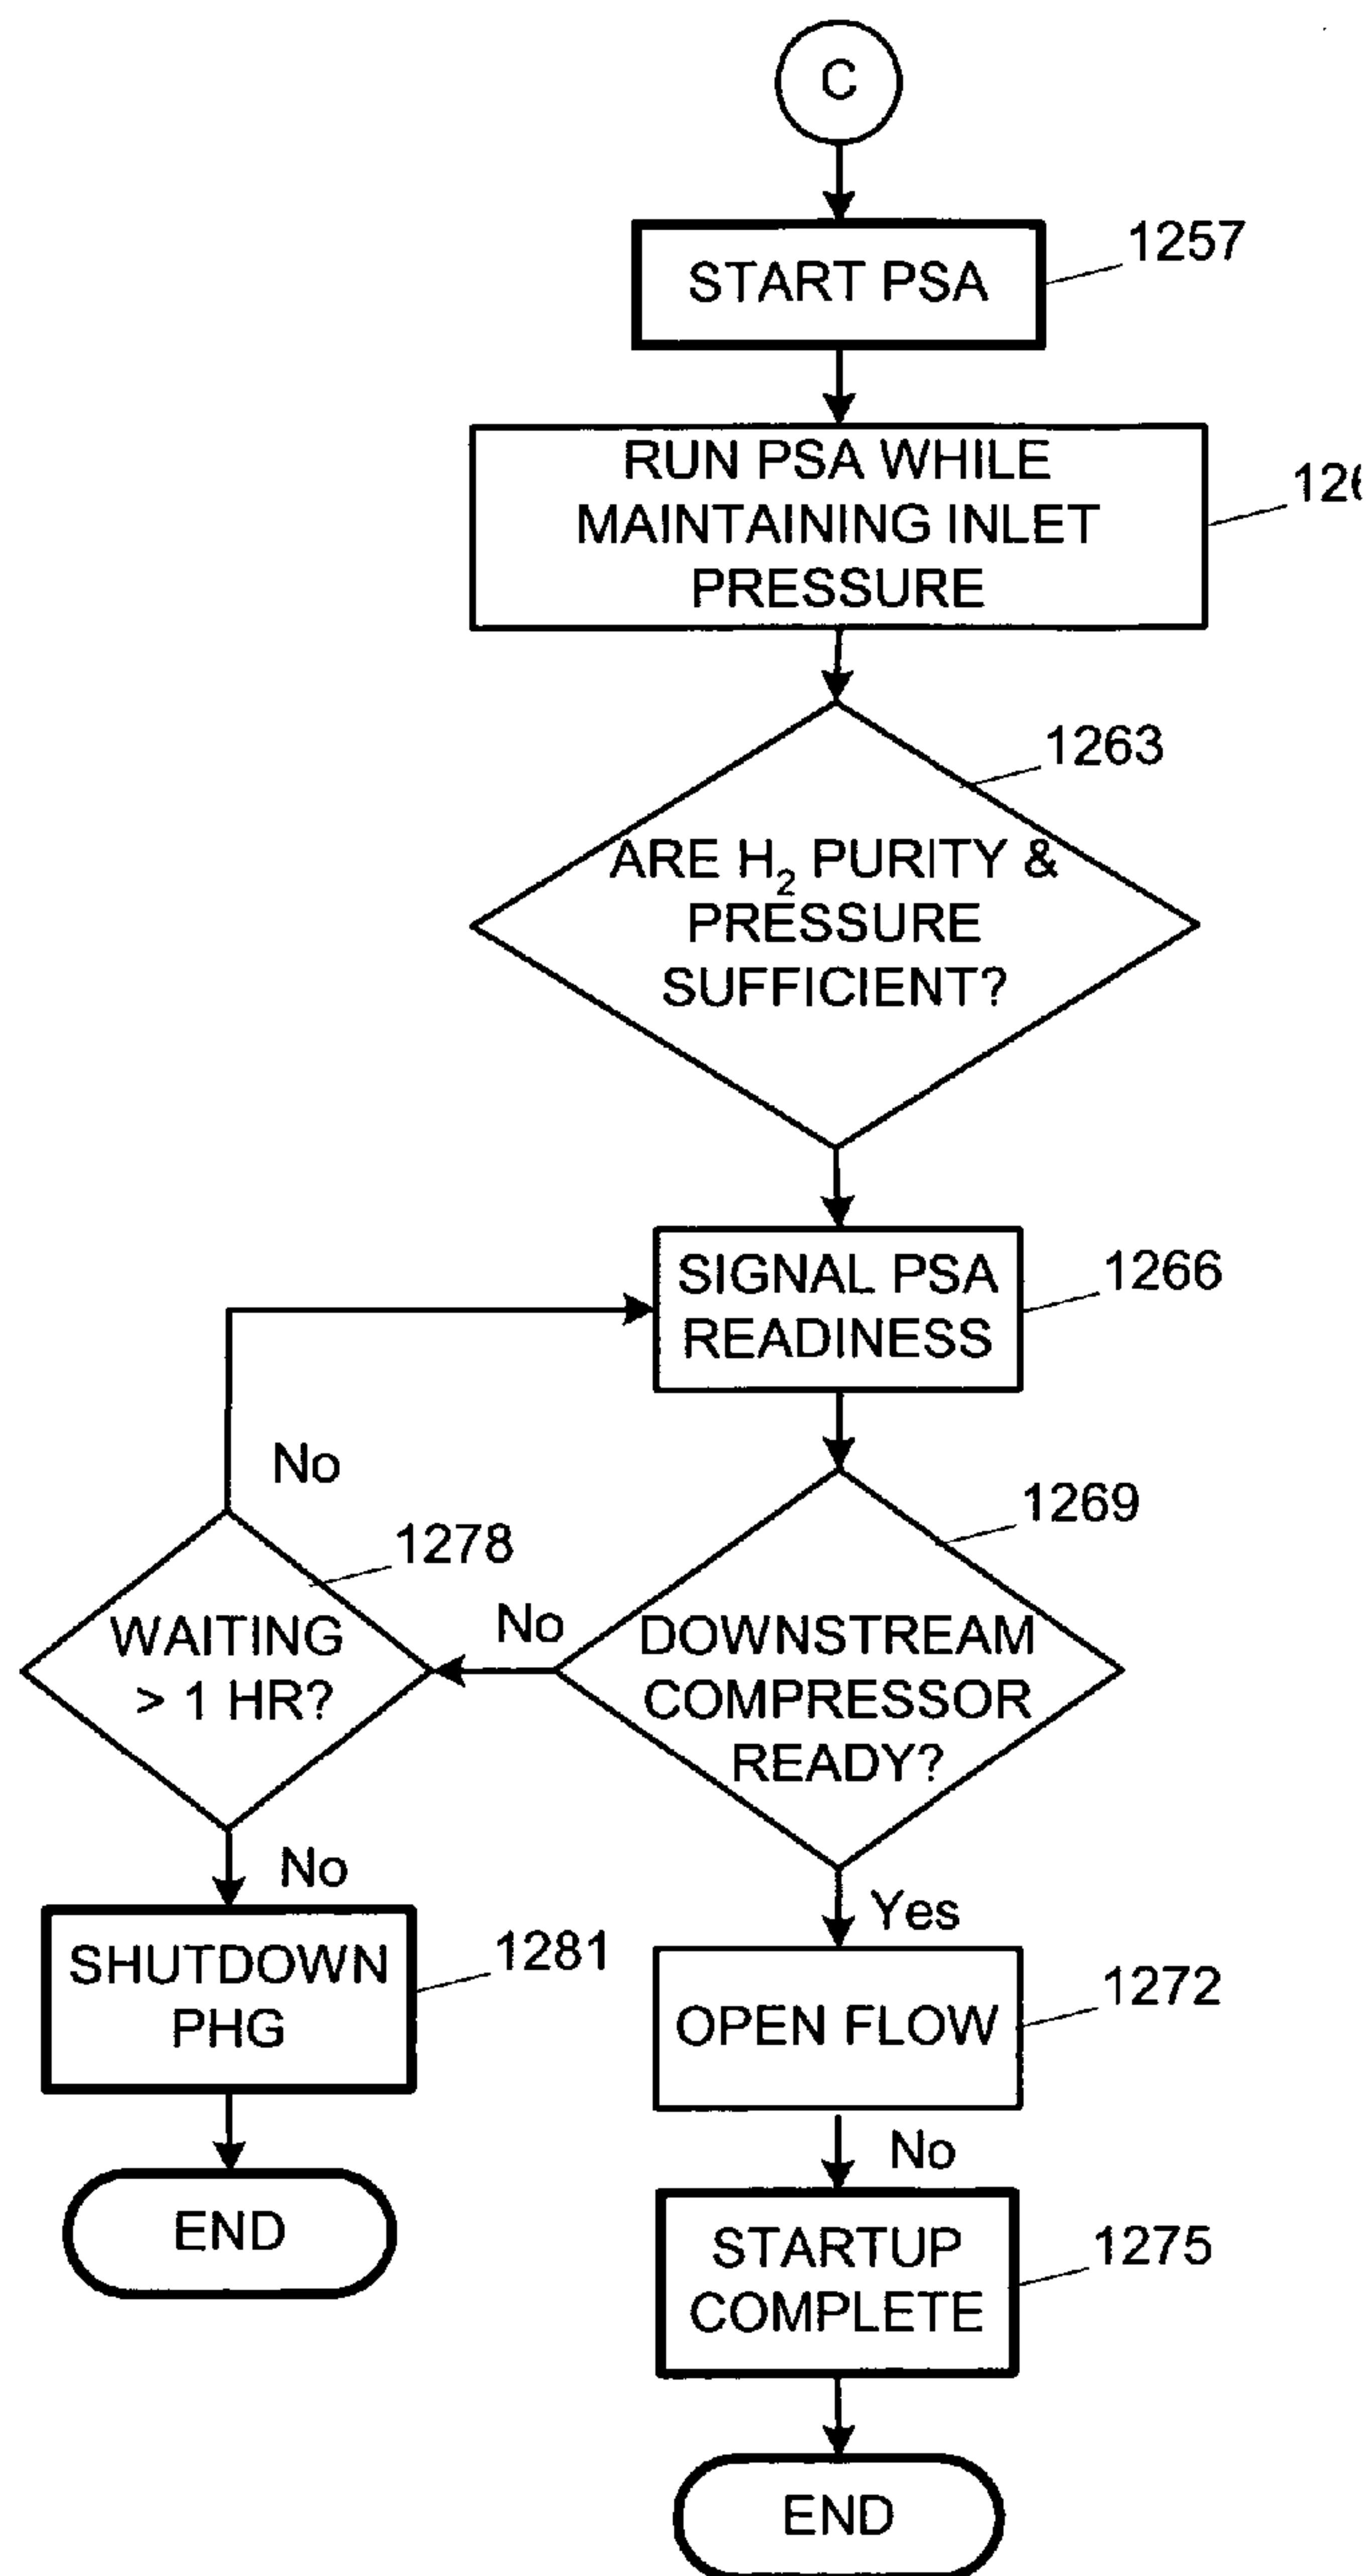 C
START PSA
1257
RUN PSA WHILE
MAINTAINING INLET
PRESSURE
1263
ARE H₂ PURITY &
PRESSURE
SUFFICIENT?
SIGNAL PSA
READINESS
1266
No
1278
WAITING
> 1 HR?
No
1269
DOWNSTREAM
COMPRESSOR
READY?
No
Yes
SHUTDOWN
PHG
1281
OPEN FLOW
1272
No
END
STARTUP
COMPLETE
1275
END